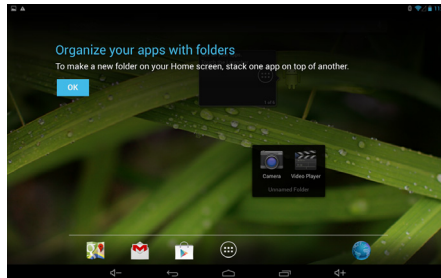 Organize your apps with folders
To make a new folder on your Home screen, stack one app on top of another.
OK
Camera Video Player
Unnamed Folder